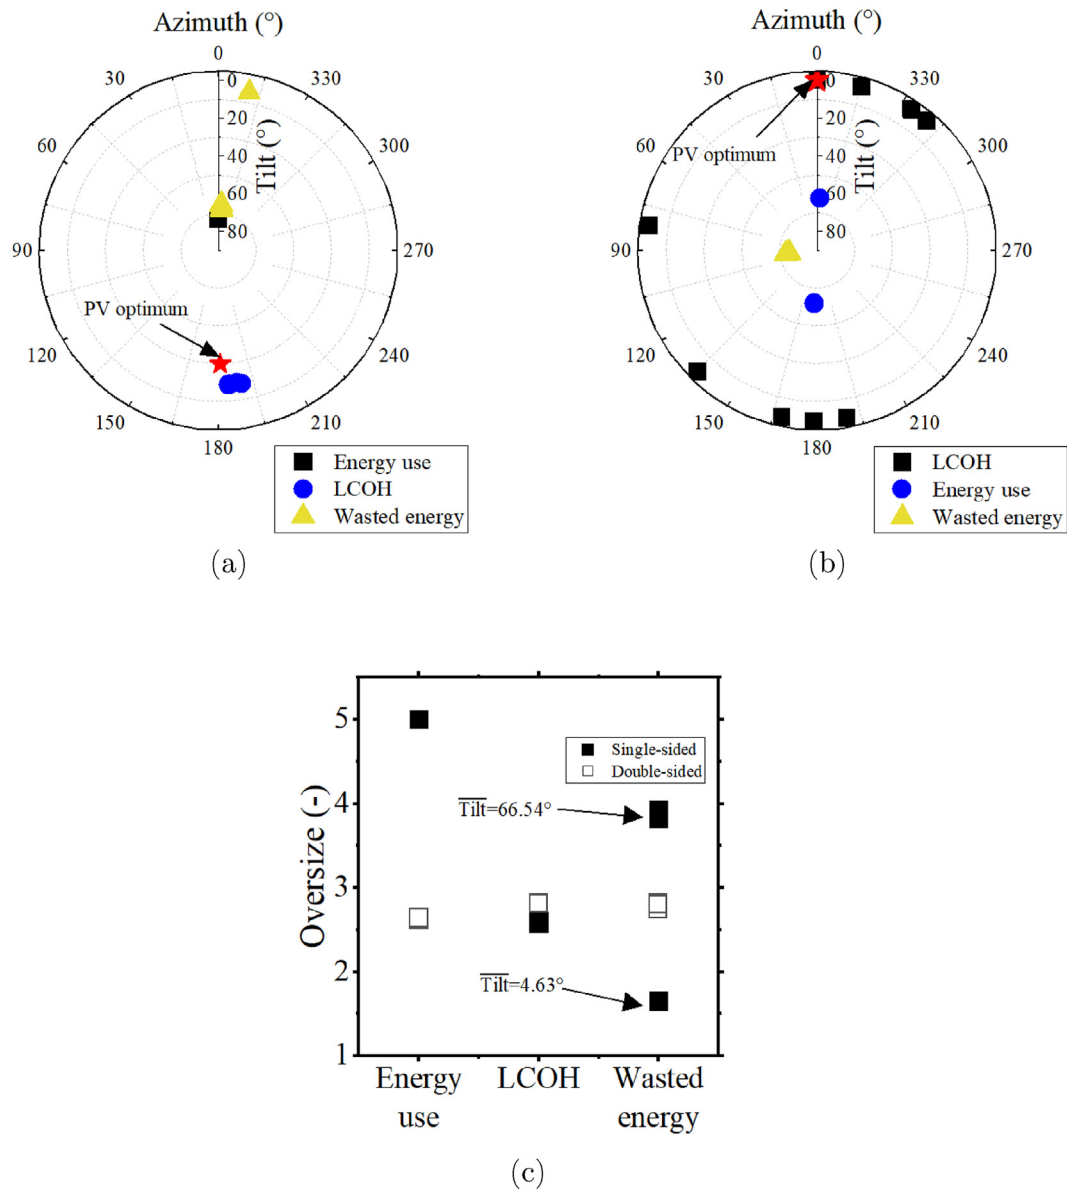 Azimuth (°)
0
30
330
60
300
90
270
120
240
150
210
180
0
20
40
60
80
Tilt (°)
PV optimum
Energy use
LCOH
Wasted energy
(a)
Azimuth (°)
0
30
330
60
300
90
270
120
240
150
210
180
0
20
40
60
80
Tilt (°)
PV optimum
LCOH
Energy use
Wasted energy
(b)
5
4
3
2
1
Oversize (-)
Single-sided
Double-sided
Tilt=66.54°
Tilt=4.63°
Energy use
LCOH
Wasted energy
(c)